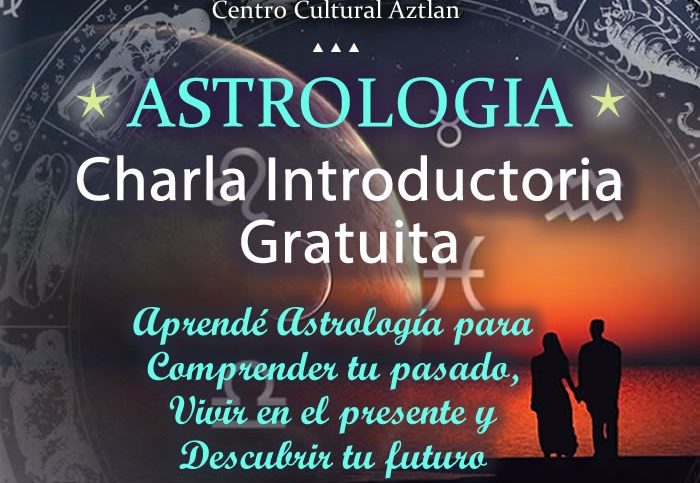 Centro Cultural Aztlan
ASTROLOGIA
Charla Introductoria
Gratuita
Aprendé Astrología para
Comprender tu pasado,
Vivir en el presente y
Descubrir tu futuro